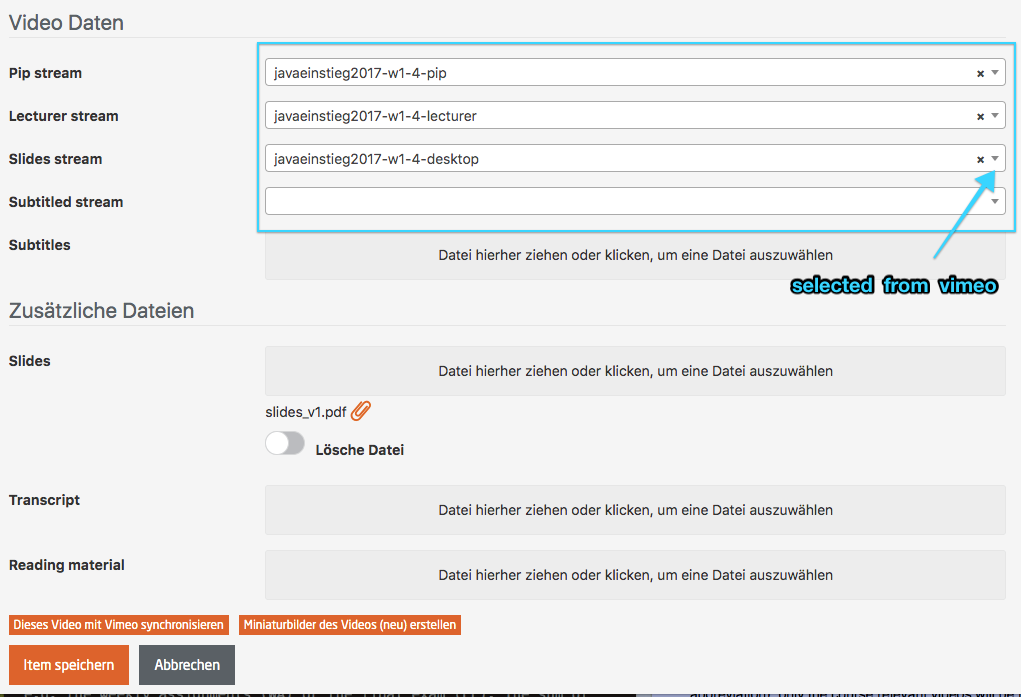 Video Daten
Pip stream
javaeinstieg2017-w1-4-pip
Lecturer stream
javaeinstieg2017-w1-4-lecturer
Slides stream
javaeinstieg2017-w1-4-desktop
Subtitled stream
Subtitles
Datei hierher ziehen oder klicken, um eine Datei auszuwählen
selected from vimeo
Zusätzliche Dateien
Slides
Datei hierher ziehen oder klicken, um eine Datei auszuwählen
slides_v1.pdf
Lösche Datei
Transcript
Datei hierher ziehen oder klicken, um eine Datei auszuwählen
Reading material
Datei hierher ziehen oder klicken, um eine Datei auszuwählen
Dieses Video mit Vimeo synchronisieren Miniaturbilder des Videos (neu) erstellen
Item speichern Abbrechen